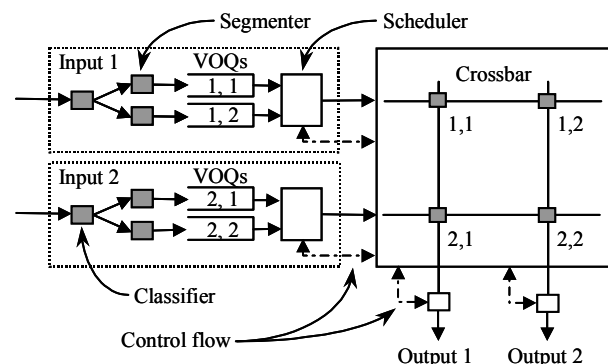 Segmenter
Scheduler
Input 1
VOQs
1, 1
1, 2
Crossbar
1,1
1,2
Input 2
VOQs
2, 1
2, 2
2,1
2,2
Classifier
Control flow
Output 1
Output 2